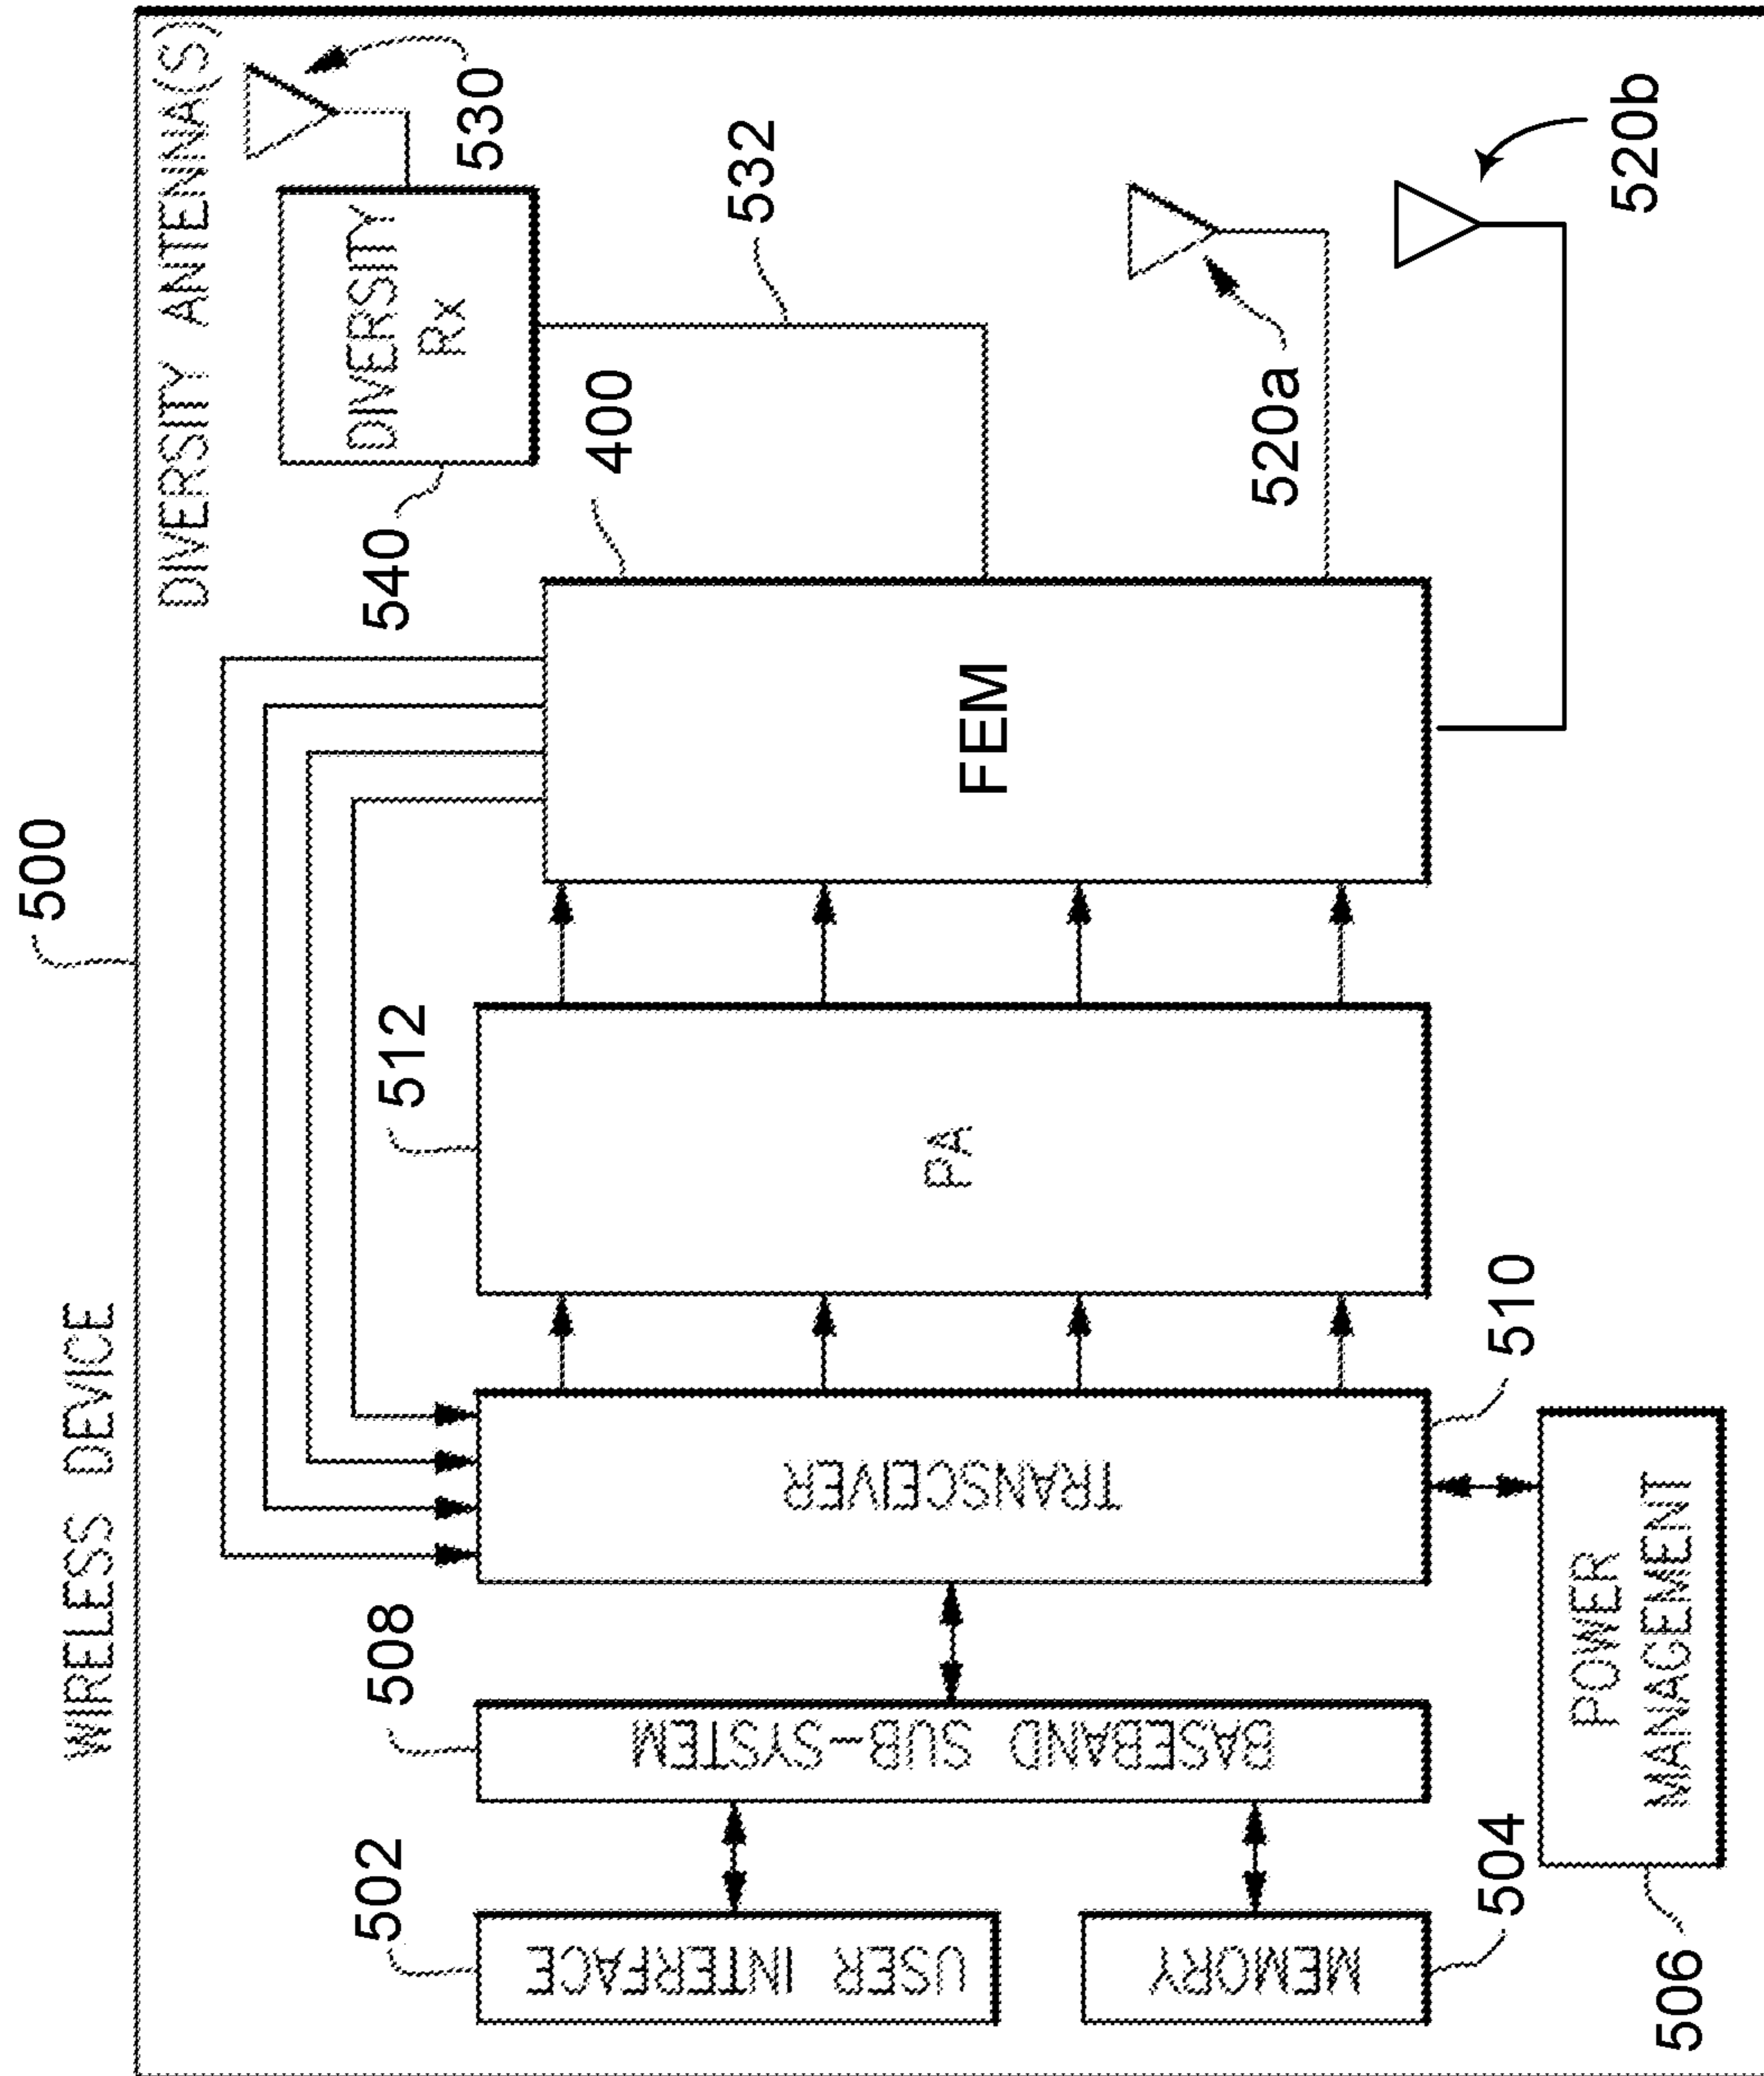 500
WIRELESS DEVICE
DIVERSITY ANTENNA(S)
530
DIVERSITY
Rx
540
532
400
512
508
502
USER INTERFACE
BASEBAND SUB-SYSTEM
TRANSCEIVER
PA
FEM
520a
520b
MEMORY
504
510
POWER
MANAGEMENT
506